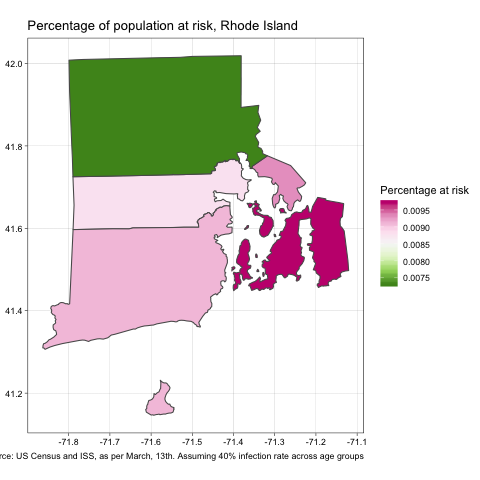 Percentage of population at risk, Rhode Island
42.0
41.8
41.6
41.4
41.2
-71.8 -71.7 -71.6 -71.5 -71.4 -71.3 -71.2 -71.1
Percentage at risk
0.0095
0.0090
0.0085
0.0080
0.0075
rce: US Census and ISS, as per March, 13th. Assuming 40% infection rate across age groups